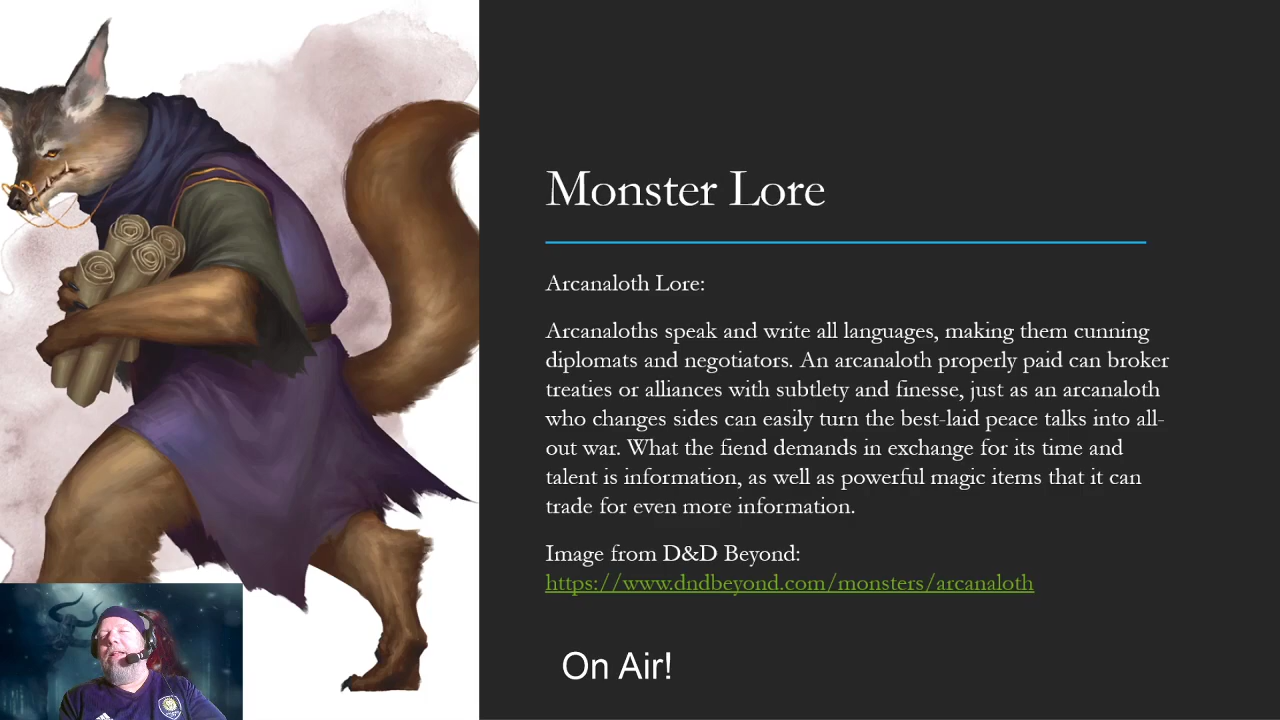 Monster Lore
Arcanaloth Lore:
Arcanaloths speak and write all languages, making them cunning
diplomats and negotiators. An arcanaloth properly paid can broker
treaties or alliances with subtlety and finesse, just as an arcanaloth
who changes sides can easily turn the best-laid peace talks into all-
out war. What the fiend demands in exchange for its time and
talent is information, as well as powerful magic items that it can
trade for even more information.
Image from D&D Beyond:
https://www.dndbeyond.com/monsters/arcanaloth
On Air!